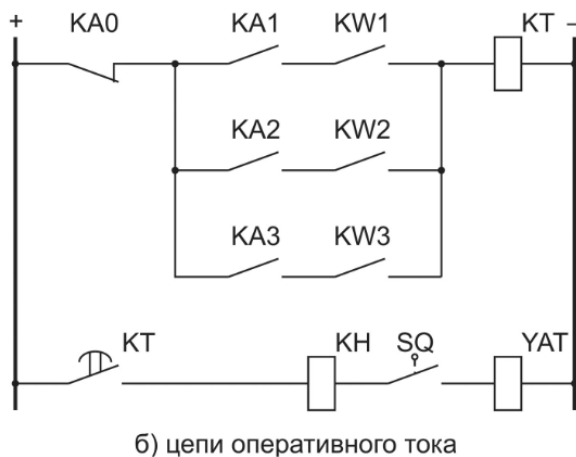 + KA0 KA1 KW1 KT –
KA2 KW2
KA3 KW3
KT KH SQ YAT
б) цепи оперативного тока